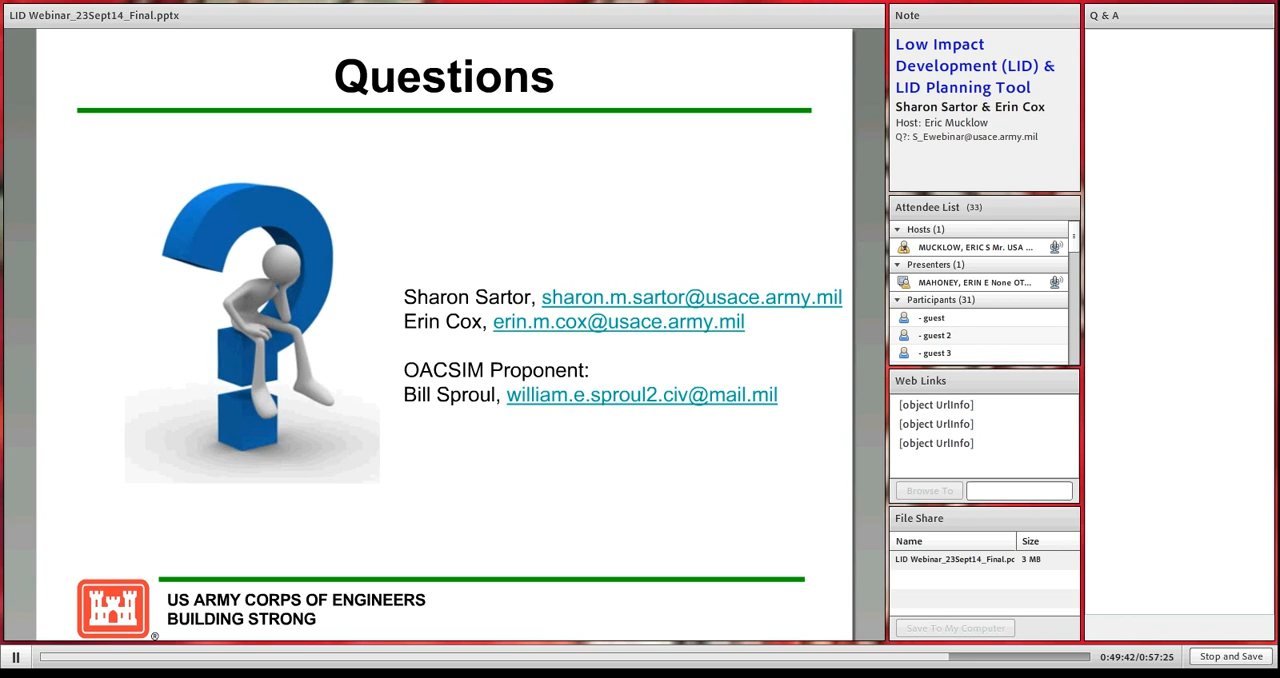 LID Webinar_23Sept14_Final.pptx
Questions
Sharon Sartor, sharon.m.sartor@usace.army.mil
Erin Cox, erin.m.cox@usace.army.mil
OACSIM Proponent:
Bill Sproul, william.e.sproul2.civ@mail.mil
US ARMY CORPS OF ENGINEERS
BUILDING STRONG
®
Note
Low Impact
Development (LID) &
LID Planning Tool
Sharon Sartor & Erin Cox
Host: Eric Mucklow
Q?: S_Ewebinar@usace.army.mil
Attendee List (33)
Hosts (1)
MUCKLOW, ERIC S Mr. USA ...
Presenters (1)
MAHONEY, ERIN E None OT...
Participants (31)
- guest
- guest 2
- guest 3
Web Links
[object UrlInfo]
[object UrlInfo]
[object UrlInfo]
Browse To
File Share
Name Size
LID Webinar_23Sept14_Final.pc 3 MB
Save To My Computer
Q & A
0:49:42/0:57:25
Stop and Save